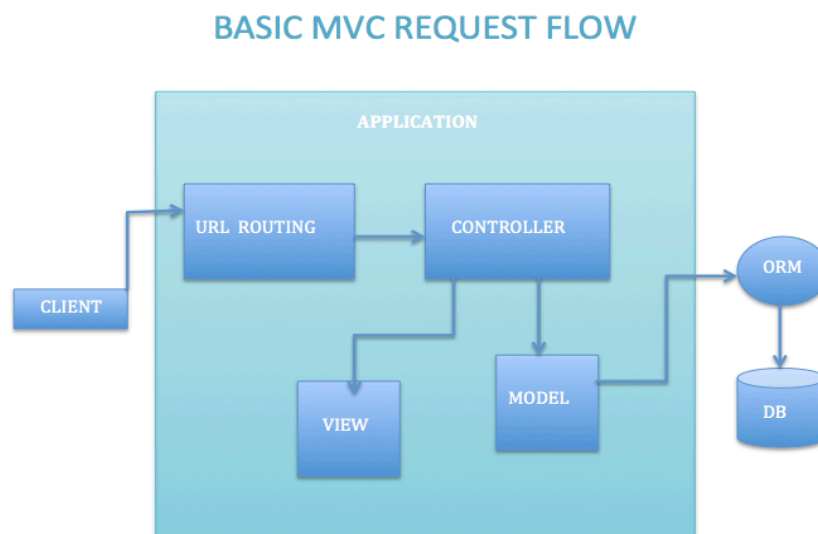 BASIC MVC REQUEST FLOW
APPLICATION
URL ROUTING
CONTROLLER
ORM
CLIENT
MODEL
DB
VIEW